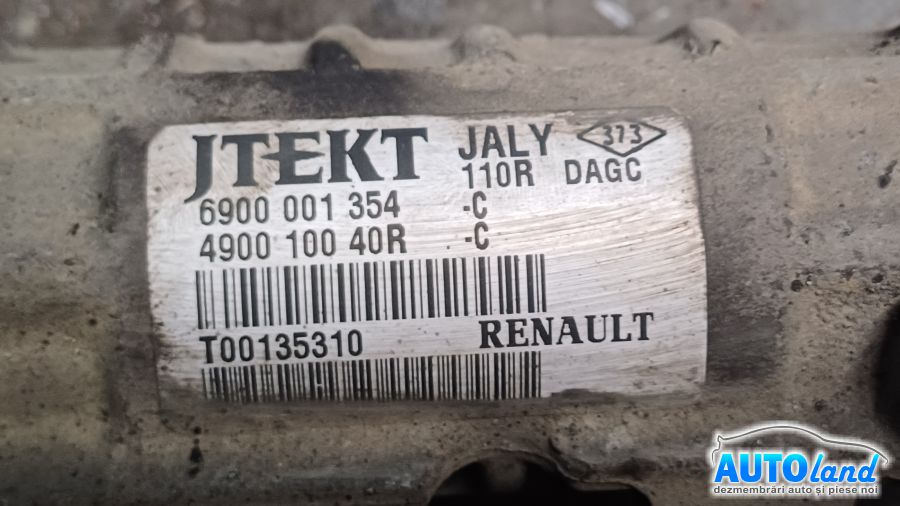 JTEKT JALY 373
110R DAGC
6900 001 354 -C
4900 100 40R -C
T00135310 RENAULT
AUTOland
dezmembrări auto și piese noi